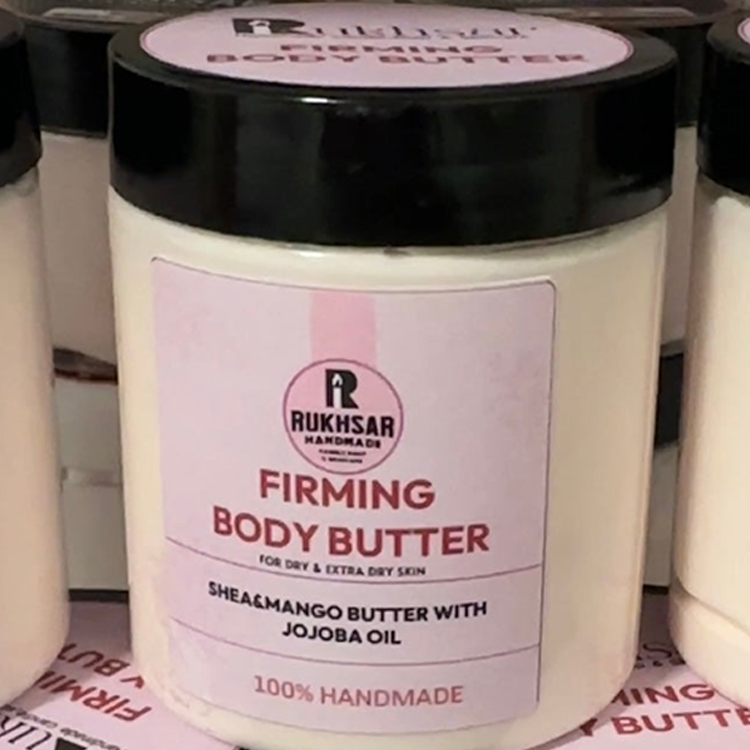 Rukhsar
FIRMING
BODY BUTTER
R
RUKHSAR
HANDMADE
FIRMING
BODY BUTTER
FOR DRY & EXTRA DRY SKIN
SHEA&MANGO BUTTER WITH
JOJOBA OIL
100% HANDMADE